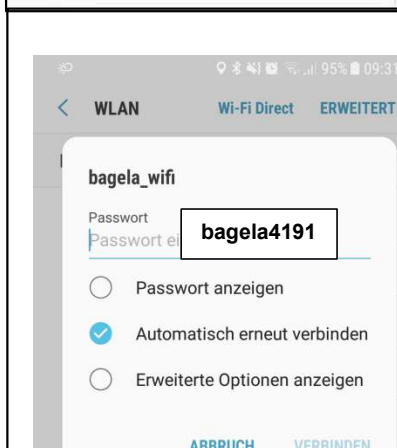 95% 09:31
< WLAN Wi-Fi Direct ERWEITERT
bagela_wifi
Passwort
Passwort ei
bagela4191
Passwort anzeigen
Automatisch erneut verbinden
Erweiterte Optionen anzeigen
ABBRUCH VERBINDEN